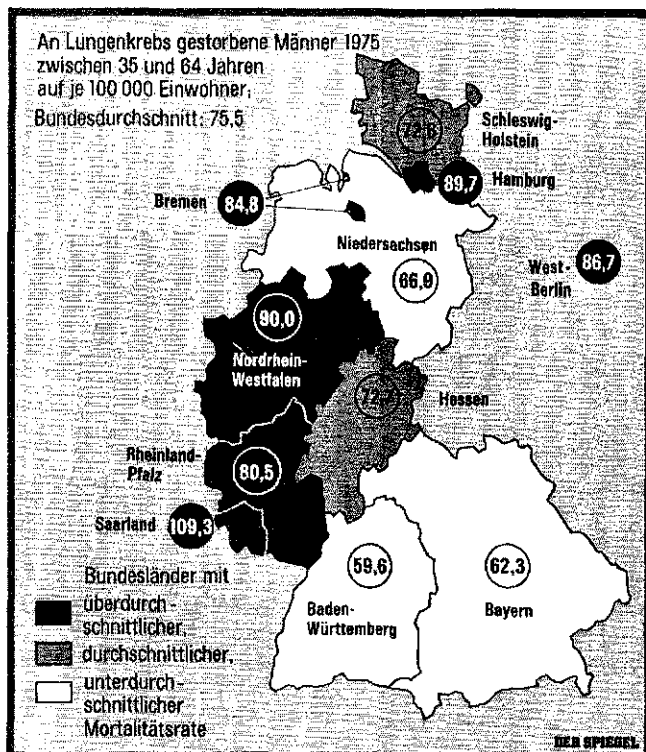 An Lungenkrebs gestorbene Männer 1975
zwischen 35 und 64 Jahren
auf je 100 000 Einwohner,
Bundesdurchschnitt: 75,5
Schleswig-
Holstein
89,7 Hamburg
Bremen 84,8
Niedersachsen
66,9
West-
Berlin
86,7
90,0
Nordrhein-
Westfalen
Hessen
Rheinland-
Pfalz
80,5
Saarland 109,3
59,6
Baden-
Württemberg
62,3
Bayern
Bundesländer mit
überdurch-
schnittlicher,
durchschnittlicher,
unterdurch-
schnittlicher
Mortalitätsrate
DER SPIEGEL